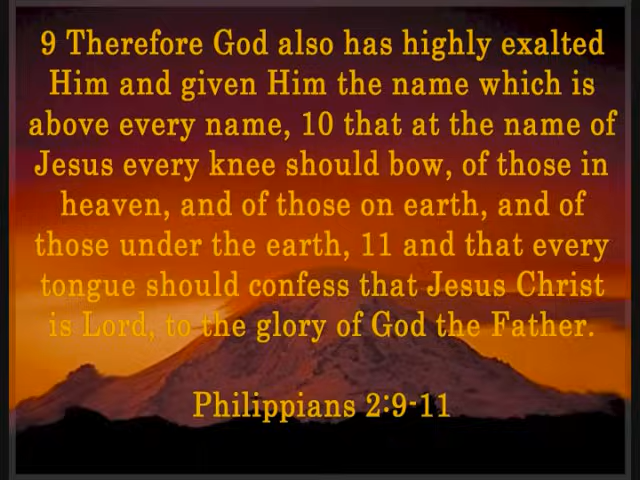 9 Therefore God also has highly exalted
Him and given Him the name which is
above every name, 10 that at the name of
Jesus every knee should bow, of those in
heaven, and of those on earth, and of
those under the earth, 11 and that every
tongue should confess that Jesus Christ
is Lord, to the glory of God the Father.
Philippians 2:9-11